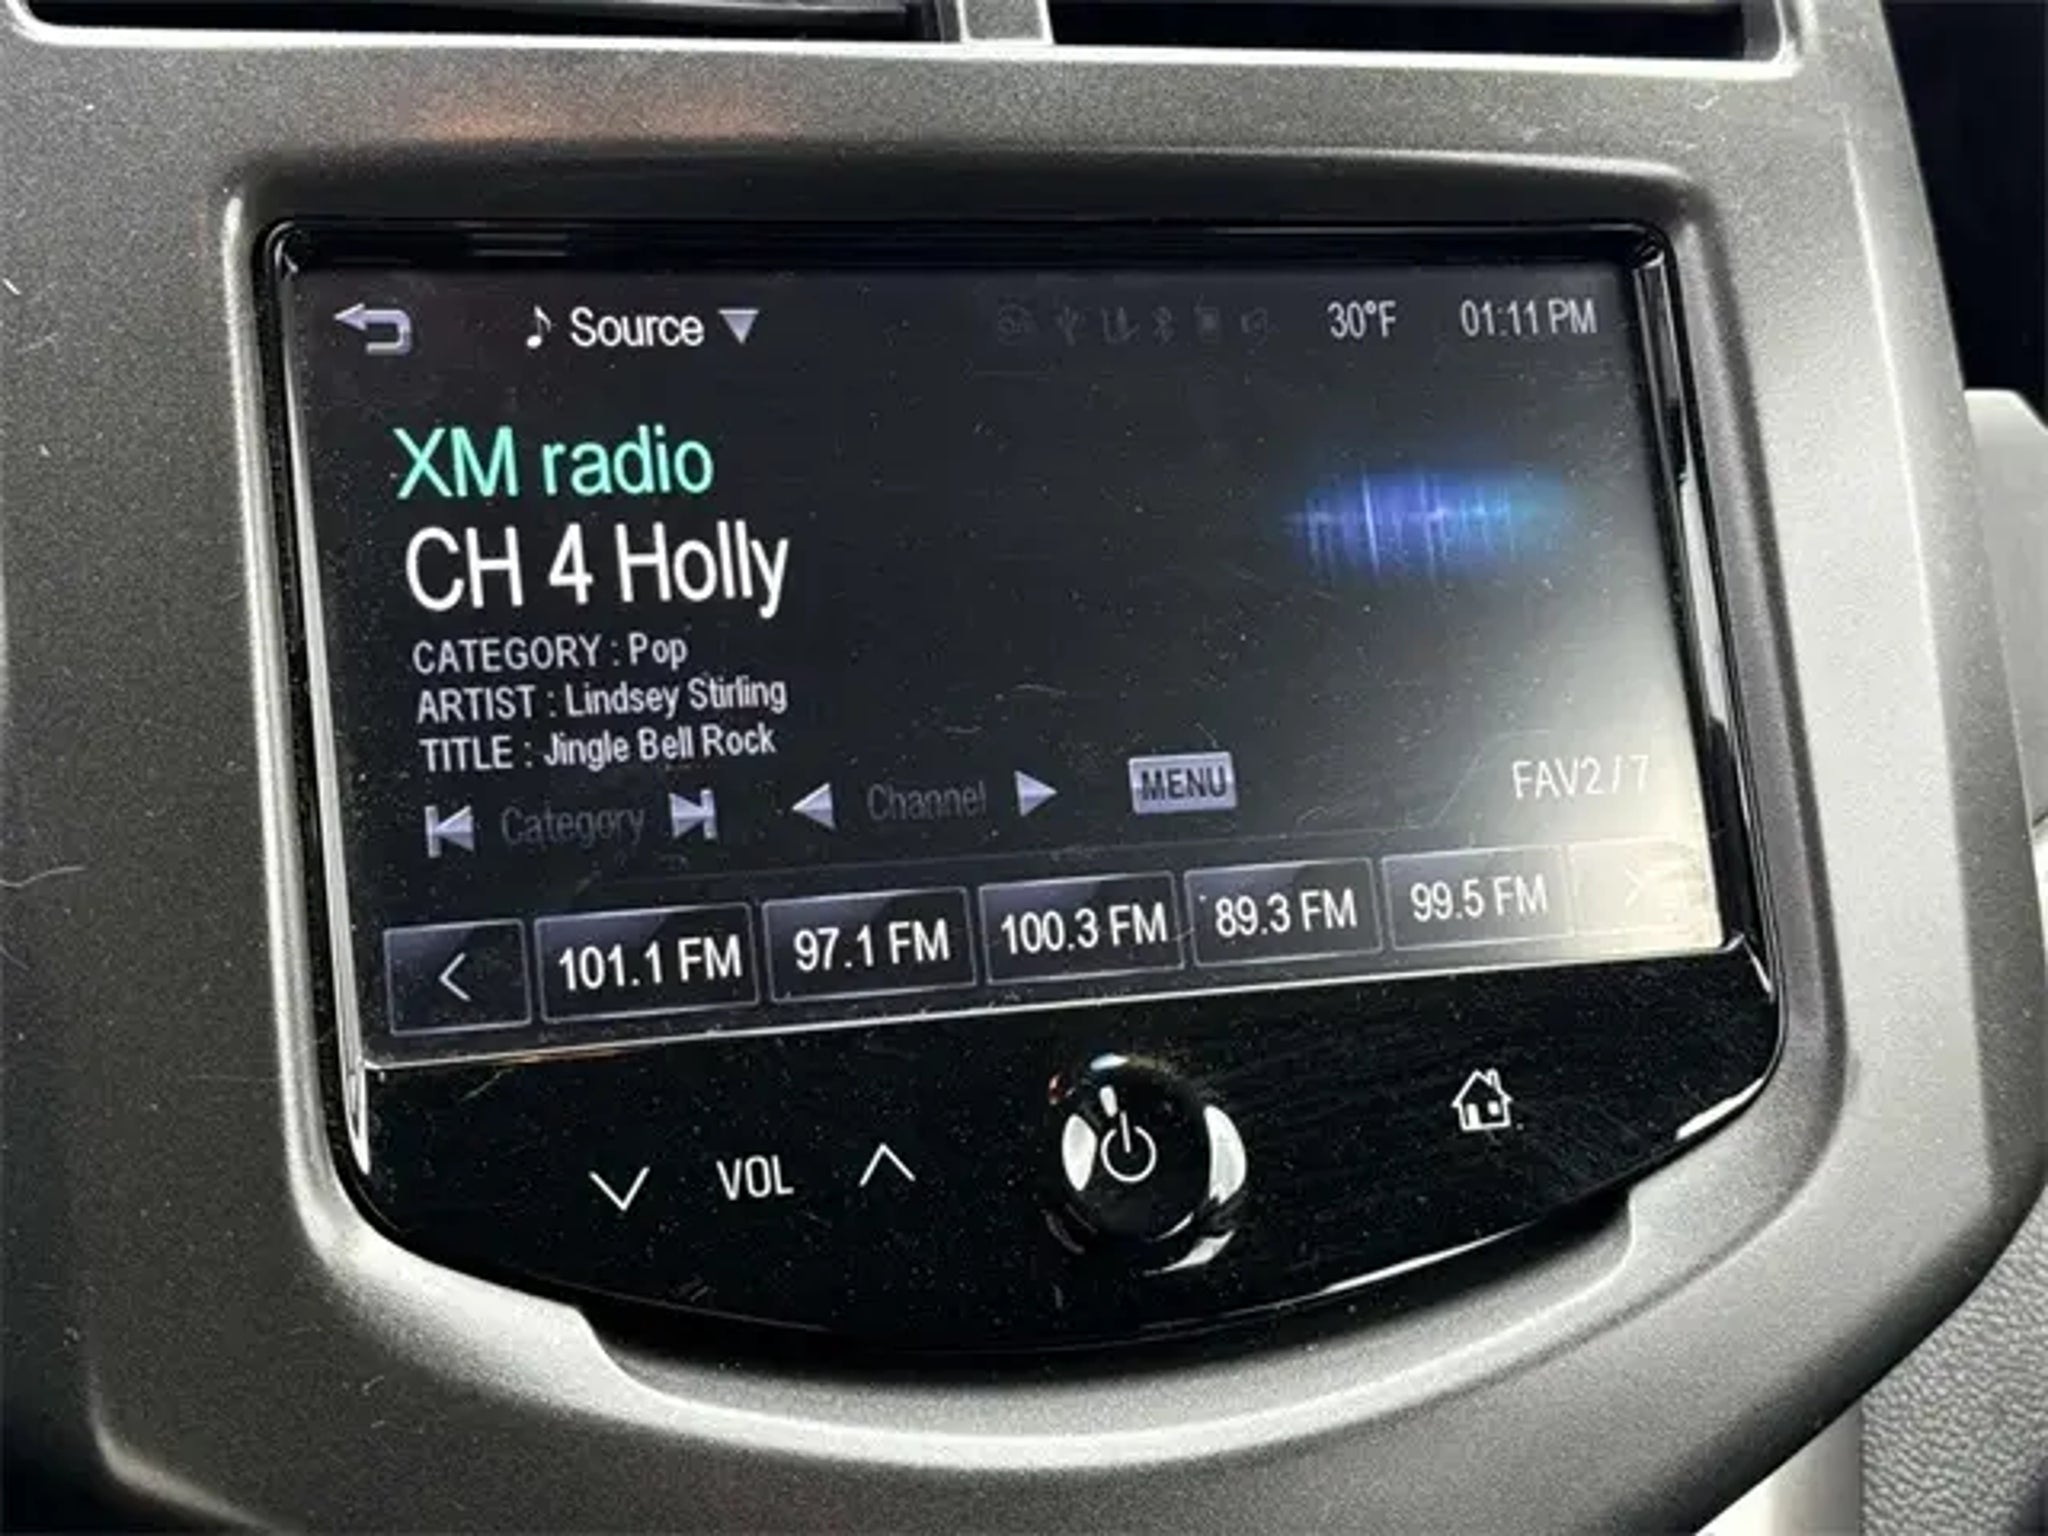 Source 30°F 01:11 PM
XM radio
CH 4 Holly
CATEGORY : Pop
ARTIST : Lindsey Stirling
TITLE : Jingle Bell Rock
Category Channel MENU FAV2 / 7
101.1 FM 97.1 FM 100.3 FM 89.3 FM 99.5 FM
VOL